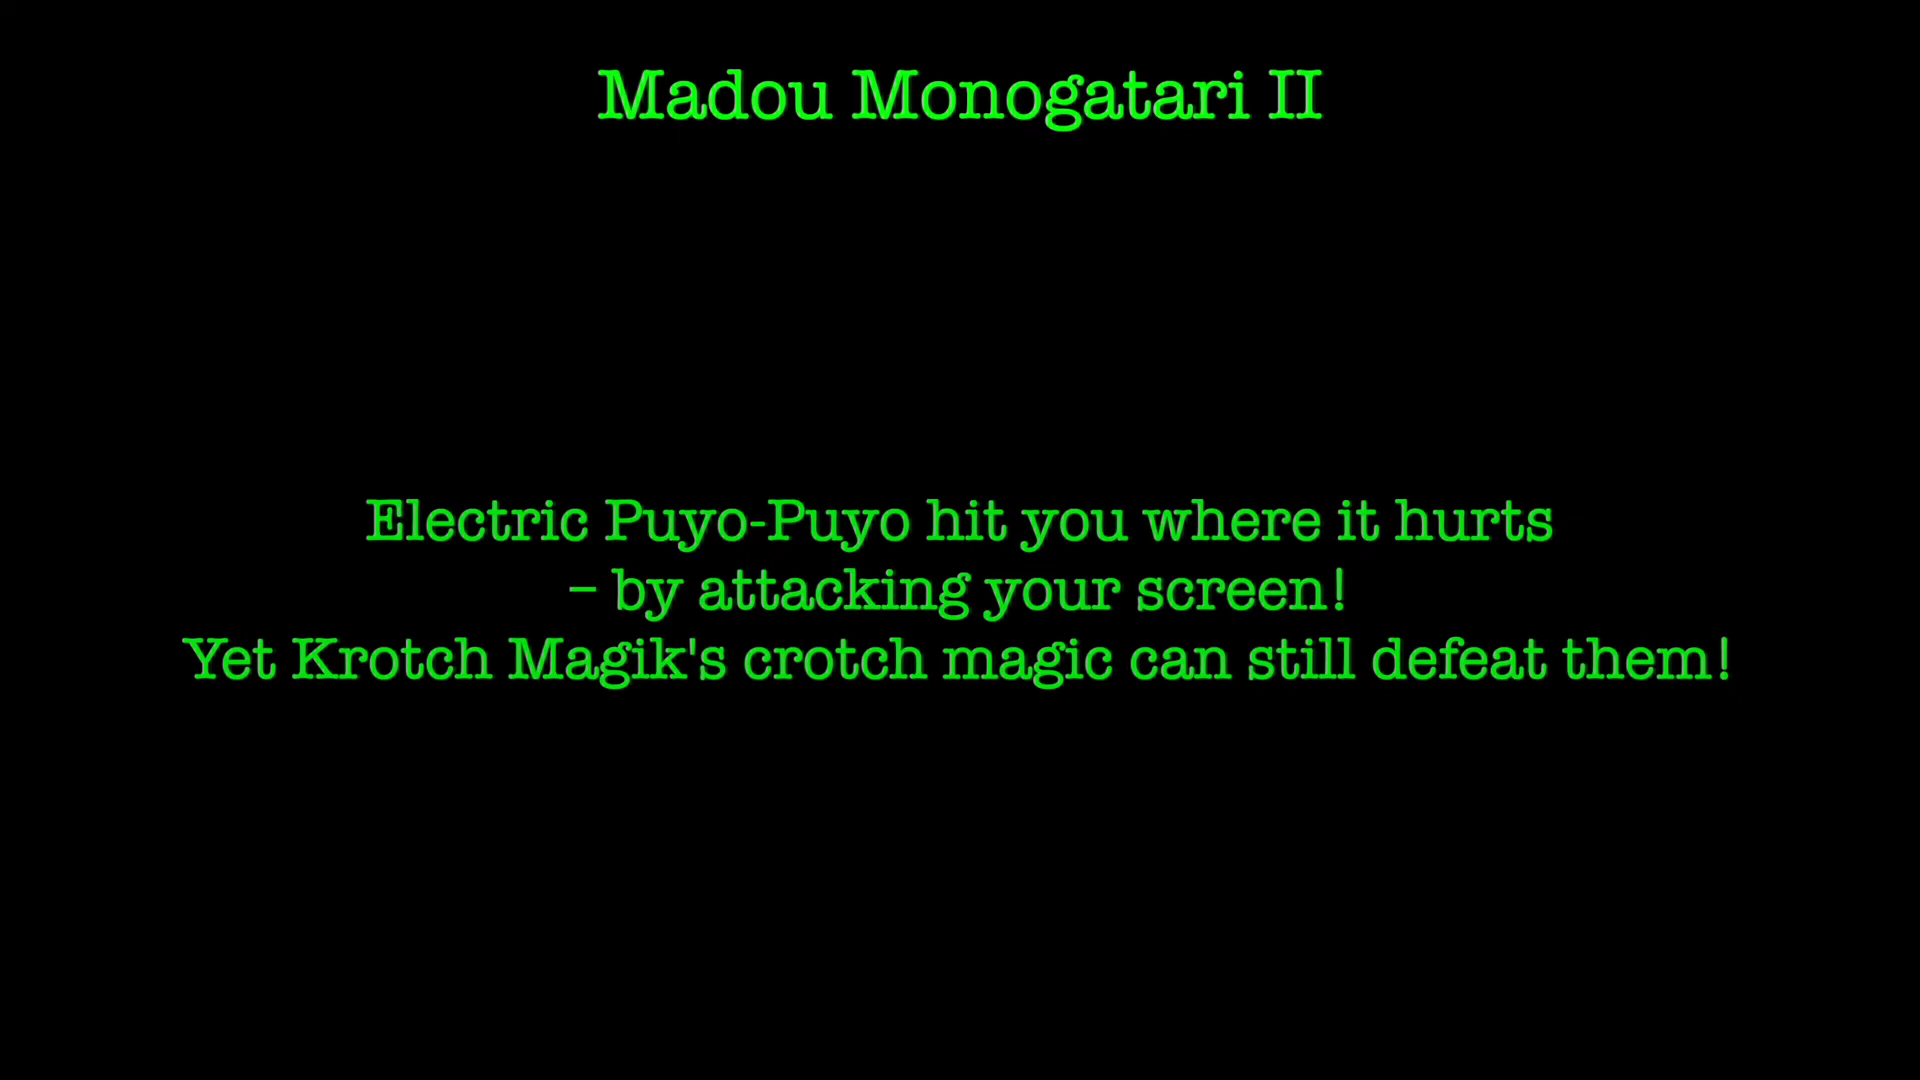 Madou Monogatari II
Electric Puyo-Puyo hit you where it hurts
– by attacking your screen!
Yet Krotch Magik's crotch magic can still defeat them!